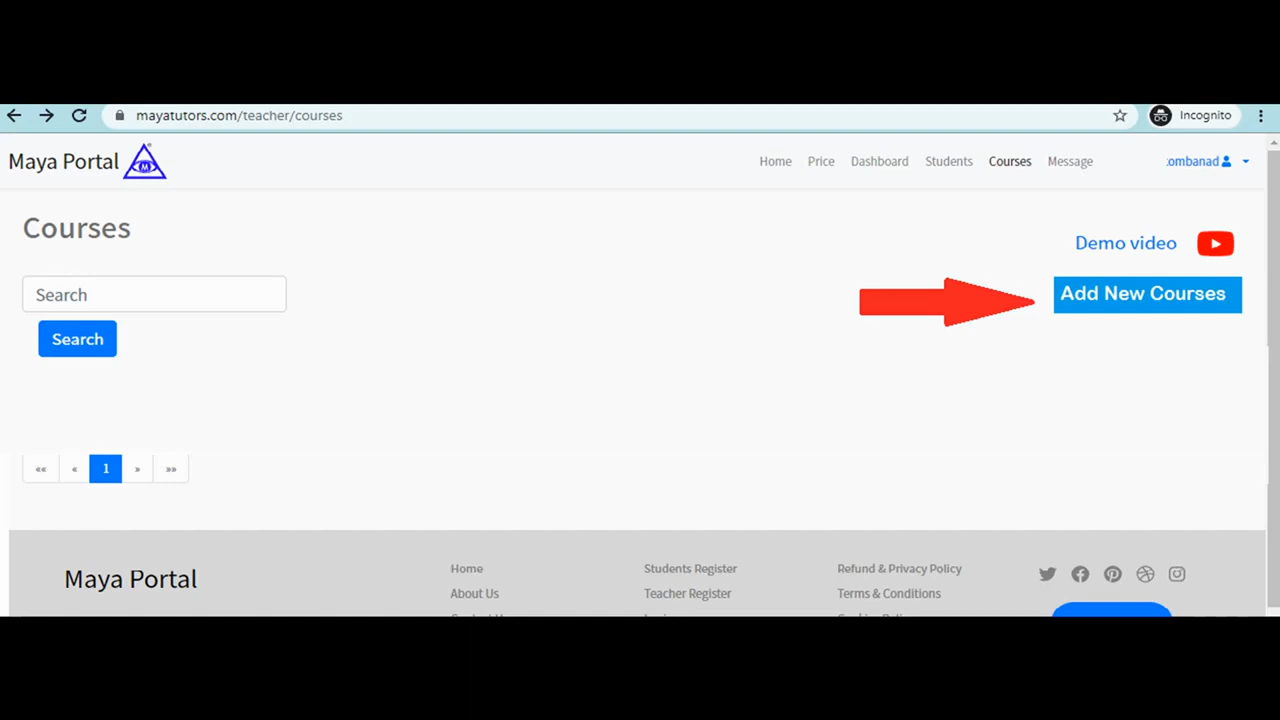 mayatutors.com/teacher/courses
Incognito
Maya Portal
M
Home Price Dashboard Students Courses Message
ombanad
Courses
Demo video
Search
Add New Courses
Search
«« « 1 » »»
Maya Portal
Home
About Us
Students Register
Teacher Register
Refund & Privacy Policy
Terms & Conditions